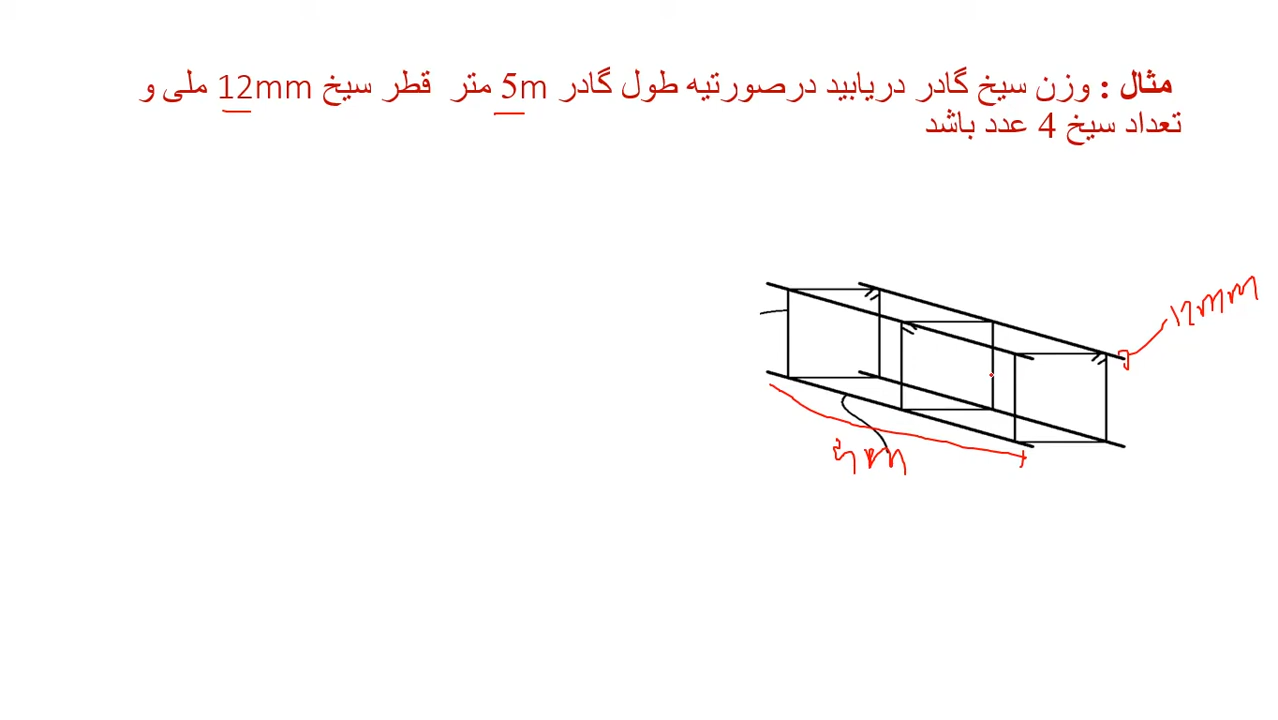 مثال : وزن سیخ گادر دریابید درصورتیه طول گادر 5m متر قطر سیخ 12mm ملی و
تعداد سیخ 4 عدد باشد
12mm
5m